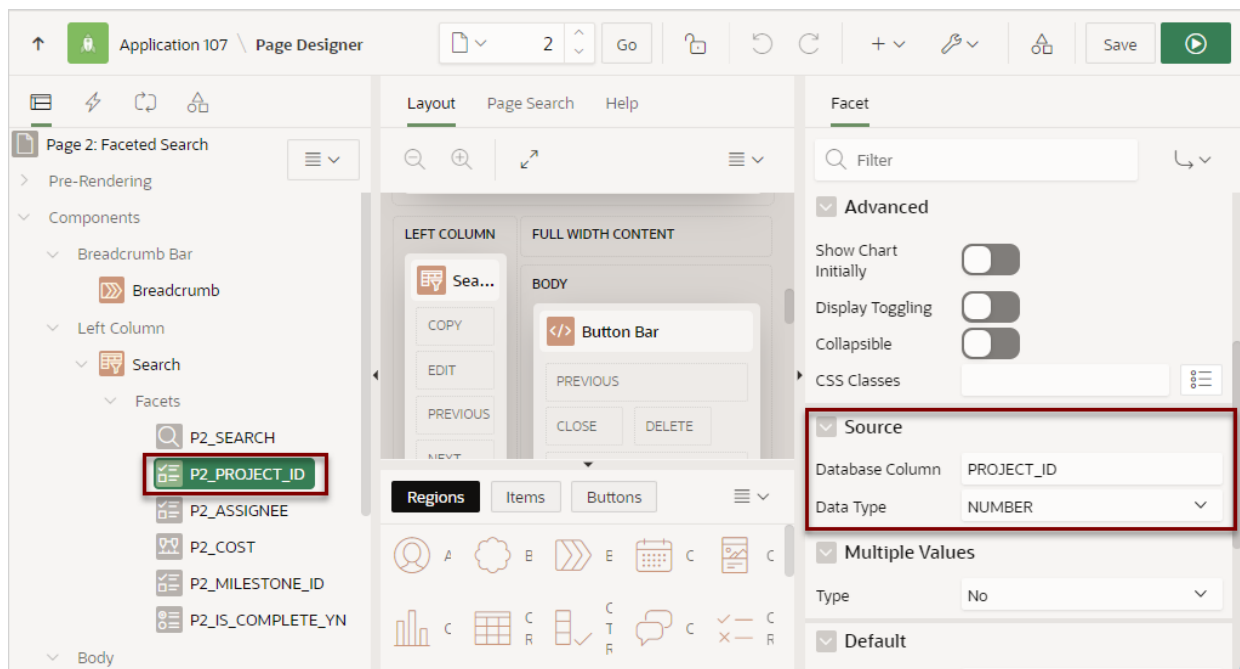 Application 107 \ Page Designer
2
Go
Save
Page 2: Faceted Search
Pre-Rendering
Components
Breadcrumb Bar
Breadcrumb
Left Column
Search
Facets
P2_SEARCH
P2_PROJECT_ID
P2_ASSIGNEE
P2_COST
P2_MILESTONE_ID
P2_IS_COMPLETE_YN
Body
Layout
Page Search
Help
LEFT COLUMN
FULL WIDTH CONTENT
Sea...
BODY
COPY
Button Bar
EDIT
PREVIOUS
PREVIOUS
CLOSE
DELETE
NEXT
Regions
Items
Buttons
A
B
E
C
C
C
C
R
C
T
R
C
C
R
Facet
Filter
Advanced
Show Chart
Initially
Display Toggling
Collapsible
CSS Classes
Source
Database Column
PROJECT_ID
Data Type
NUMBER
Multiple Values
Type
No
Default